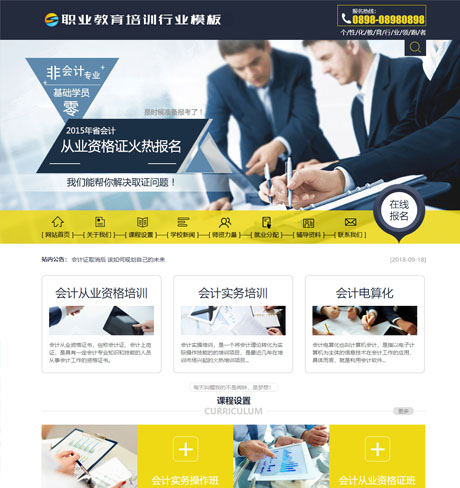 职业教育培训行业模板
服务热线:
0898-08980898
个/性/化/教/育/行/业/领/跑/者
非会计专业
零基础学员
是时候准备报考了！
2015年省会计
从业资格证火热报名
我们能帮你解决取证问题！
在线报名
[ 网站首页 ] [ 关于我们 ] [ 课程设置 ] [ 学校新闻 ] [ 师资力量 ] [ 就业分配 ] [ 辅导资料 ] [ 联系我们 ]
站内公告： 会计证取消后 该如何规划自己的未来 [2018-09-18]
会计从业资格培训
会计实务培训
会计电算化
会计从业资格证书，俗称会计证、会计上岗
证，是具有一定会计专业知识和技能的人员
从事会计工作的资格证书。
会计实操培训，是一个将会计理论转化为实
际操作技能的的培训项目，是最近几年在培
训市场兴起的火热培训项目...
会计电算化也叫计算机会计，是指以电子计
算机为主体的信息技术在会计工作的应用，
具体而言，就是利用会计软件...
每天叫醒我的不是闹钟，是梦想！
课程设置
CURRICULUM
更多
会计实务操作班
会计从业资格证班